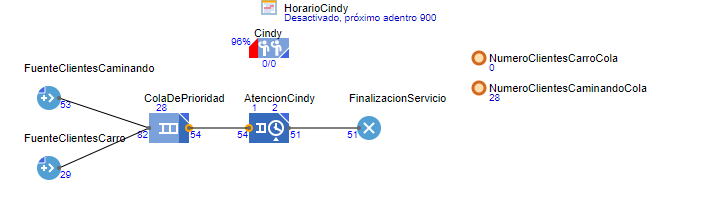 HorarioCindy
Desactivado, próximo adentro 900
Cindy
96%
0/0
NumeroClientesCarroCola
0
NumeroClientesCaminandoCola
28
FuenteClientesCaminando
53
ColaDePrioridad
28
82
54
AtencionCindy
1 2
54
51
FinalizacionServicio
51
FuenteClientesCarro
29